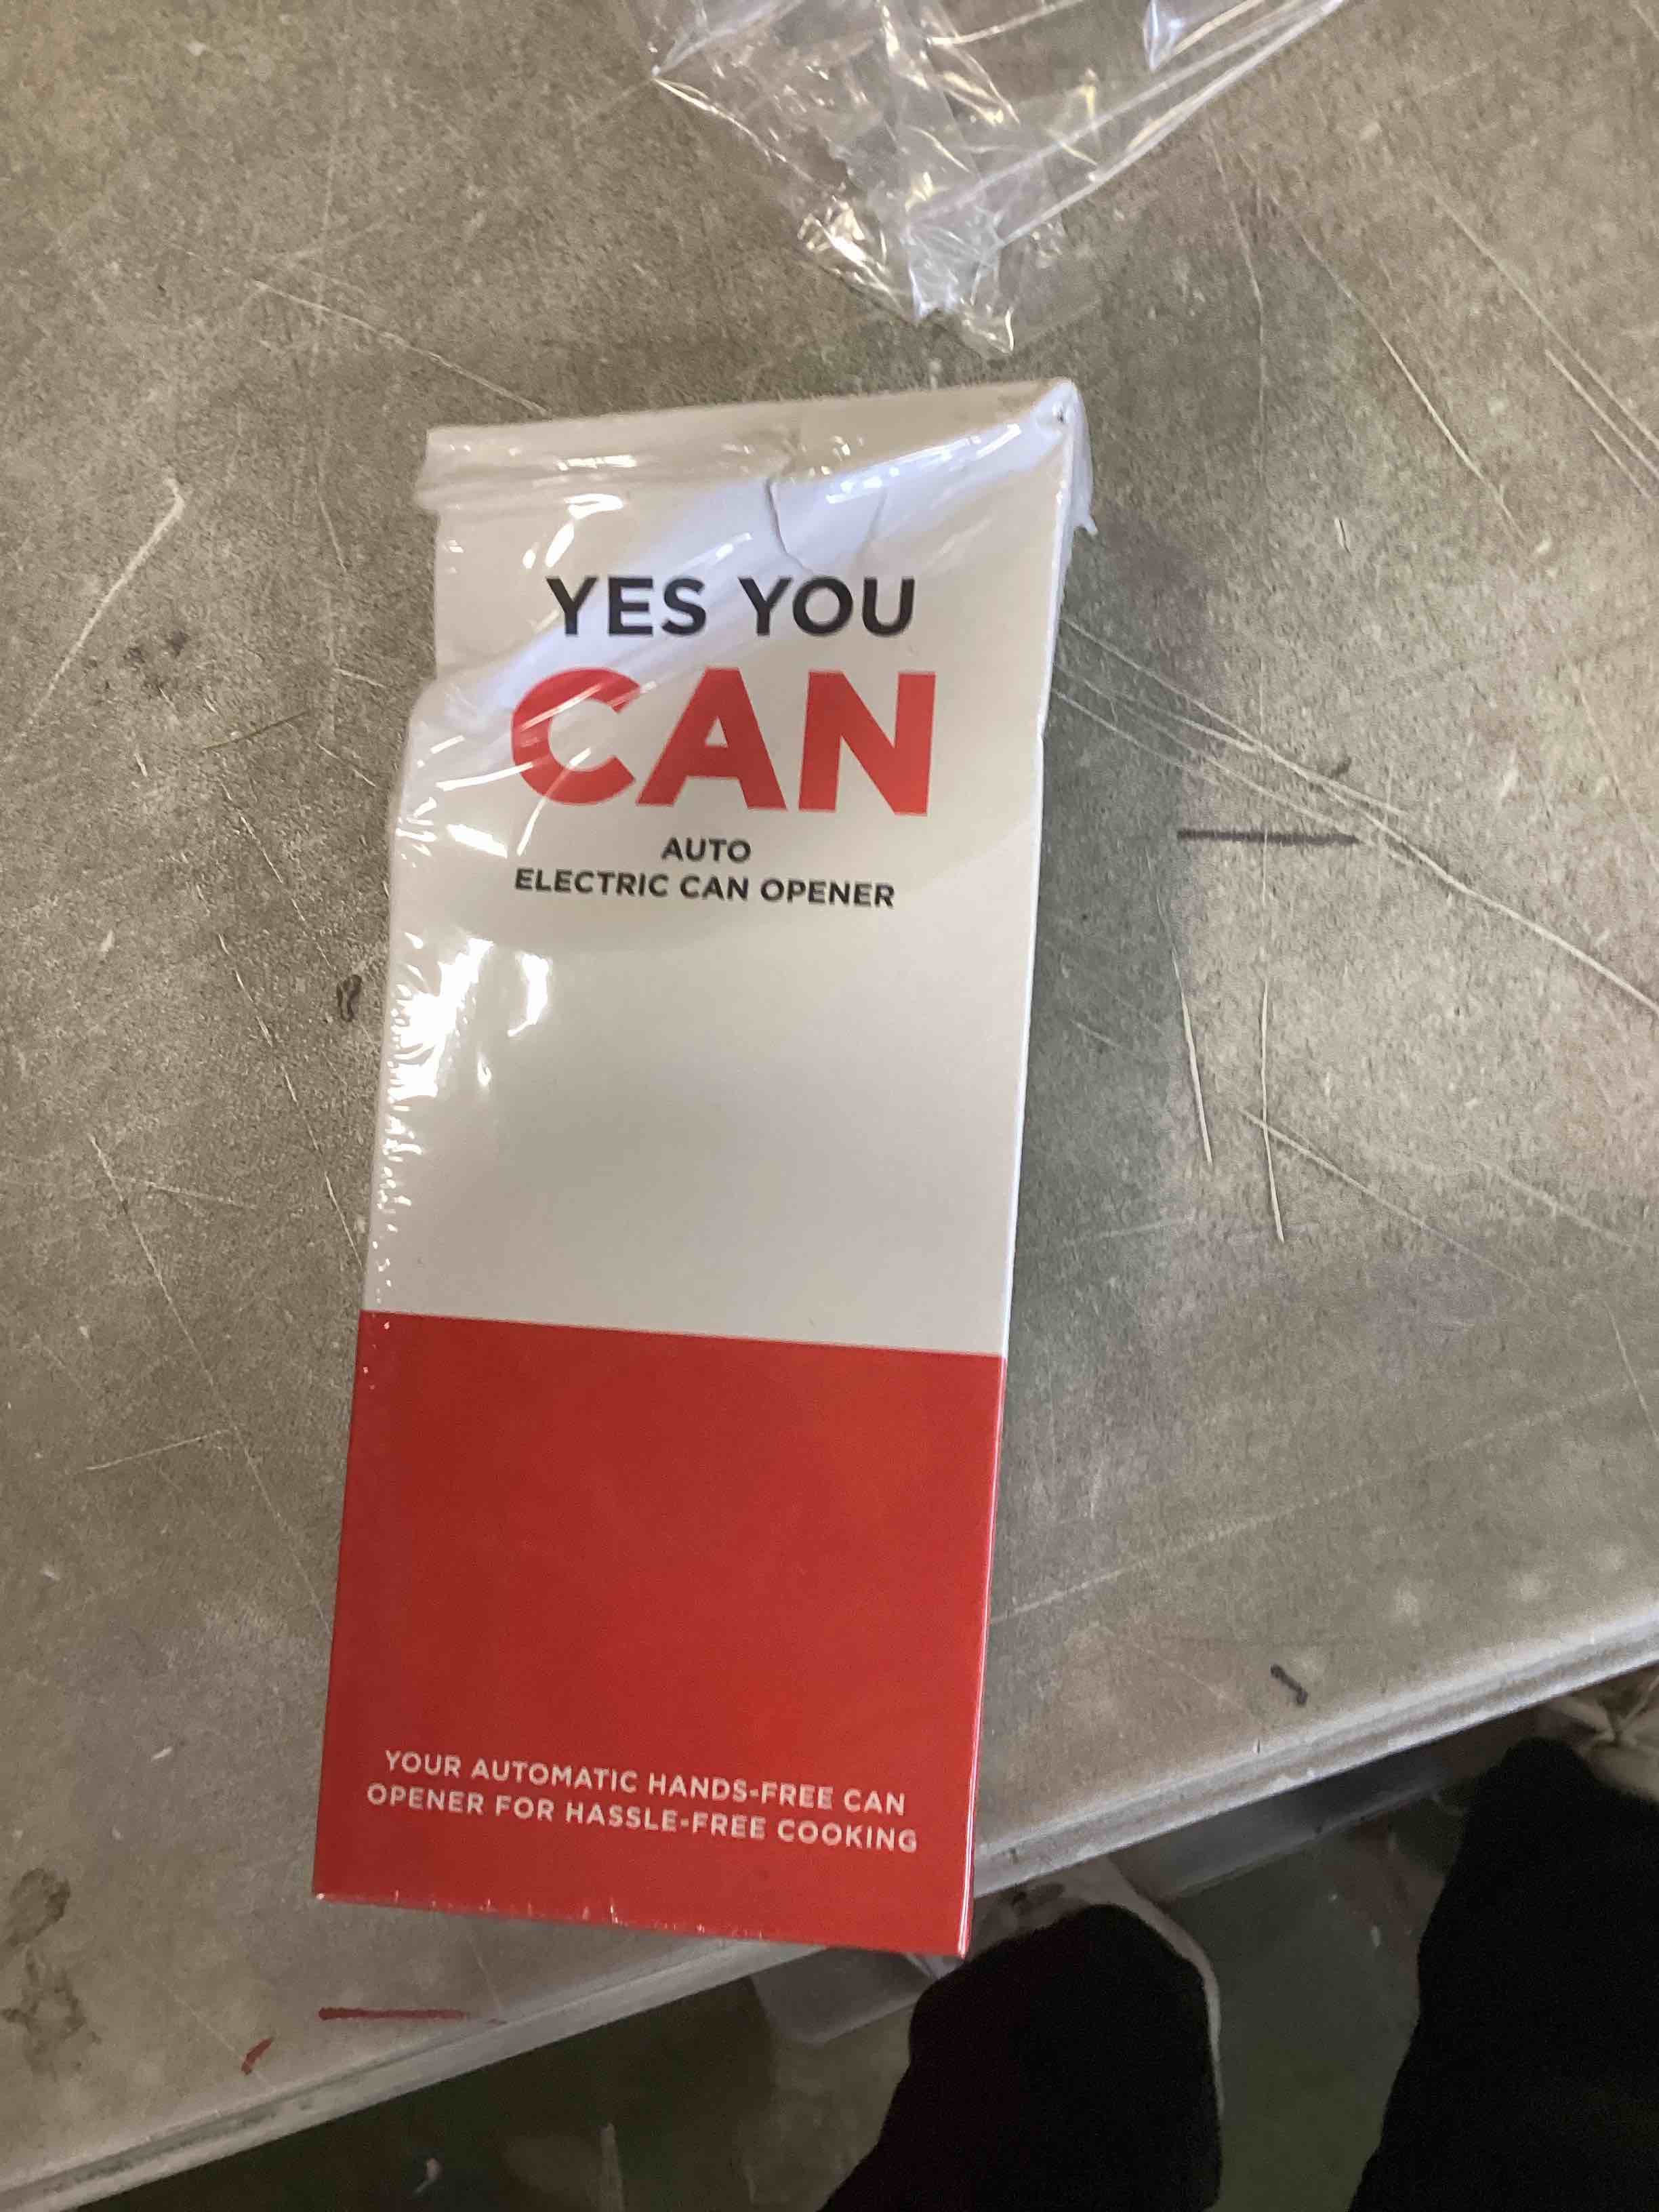 YES YOU
CAN
AUTO
ELECTRIC CAN OPENER
YOUR AUTOMATIC HANDS-FREE CAN
OPENER FOR HASSLE-FREE COOKING